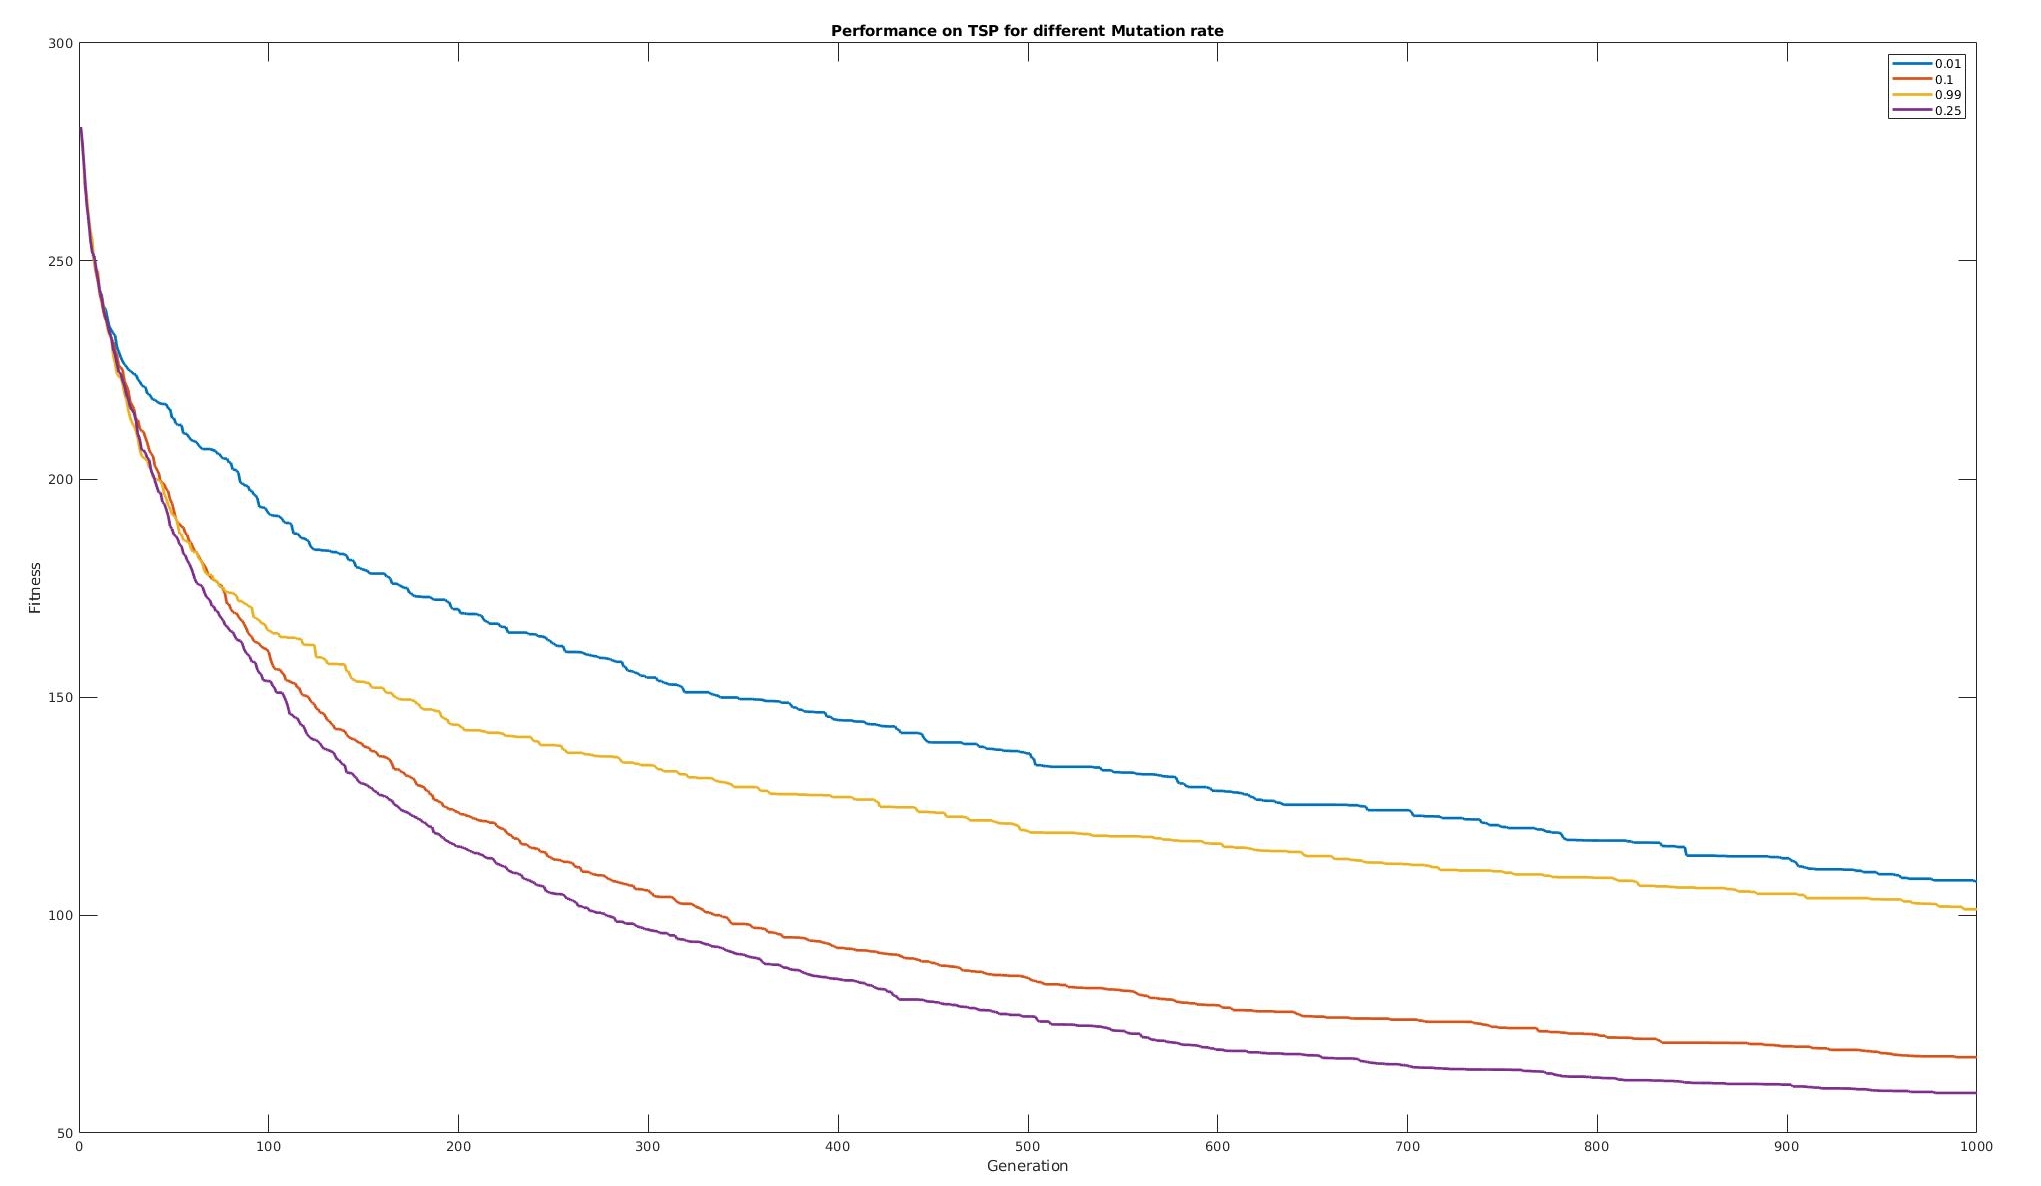 Performance on TSP for different Mutation rate
300
250
200
150
100
50
Fitness
0.01
0.1
0.99
0.25
0 100 200 300 400 500 600 700 800 900 1000
Generation